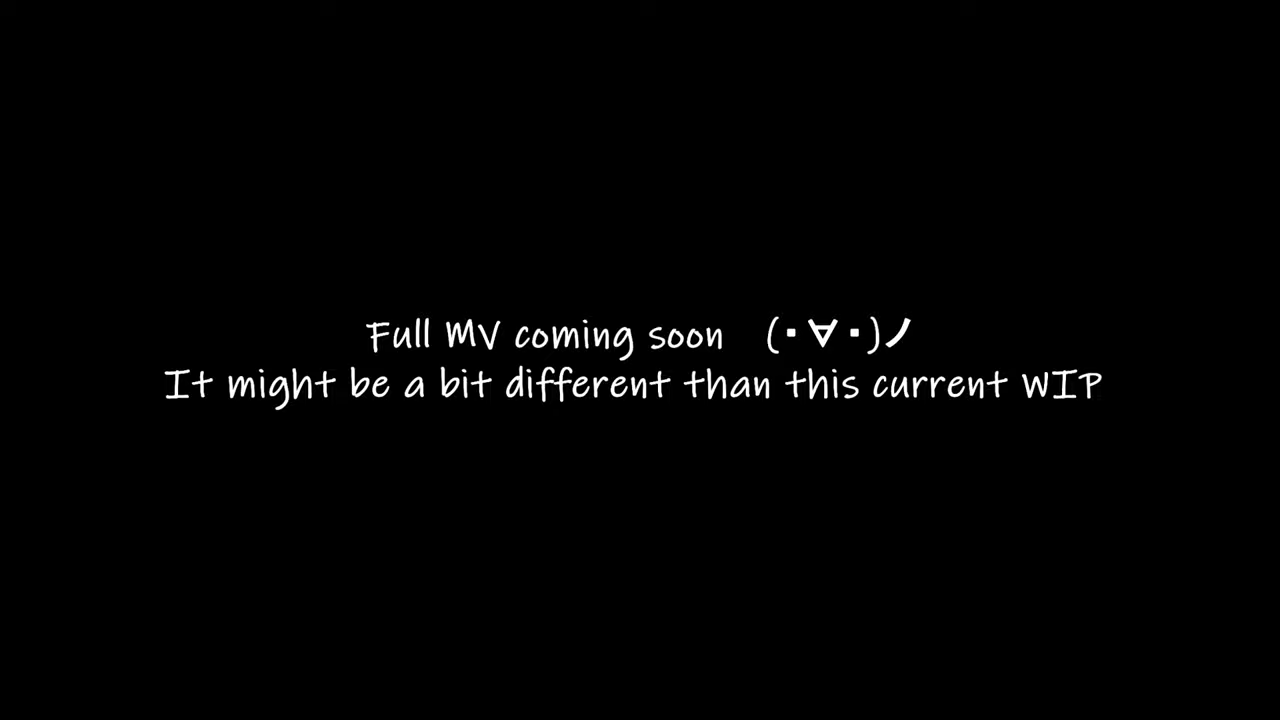 Full MV coming soon (・∀・)ノ
It might be a bit different than this current WIP